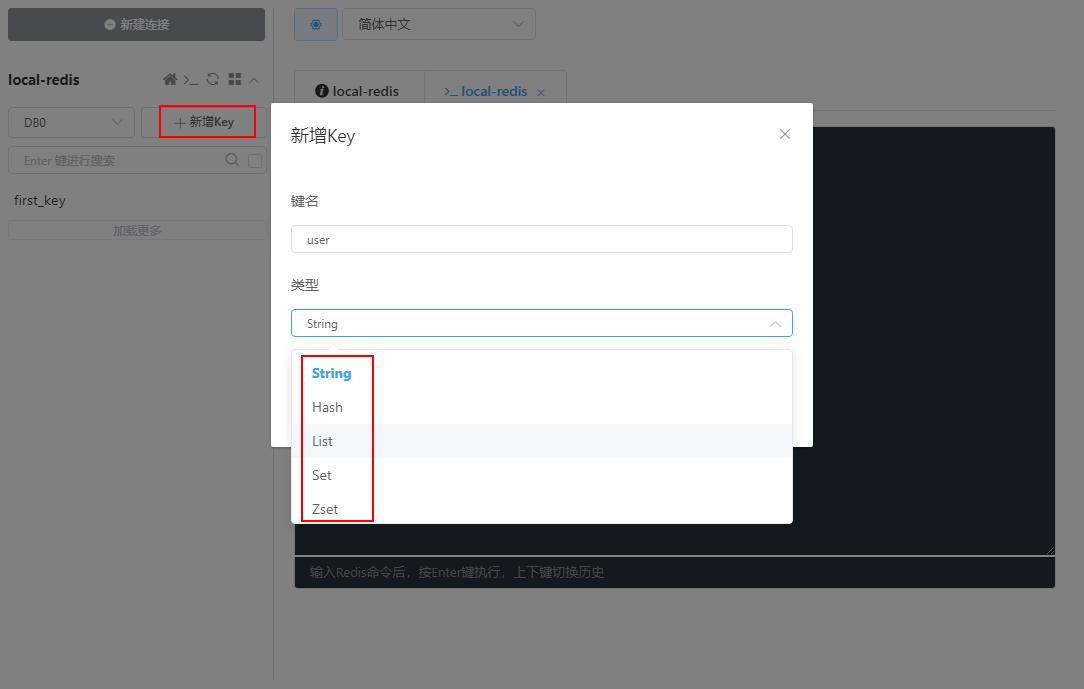 新建连接
简体中文
local-redis
local-redis
>_ local-redis
DB0
新增Key
Enter 键进行搜索
first_key
加载更多
新增Key
键名
user
类型
String
String
Hash
List
Set
Zset
输入Redis命令后，按Enter键执行，上下键切换历史